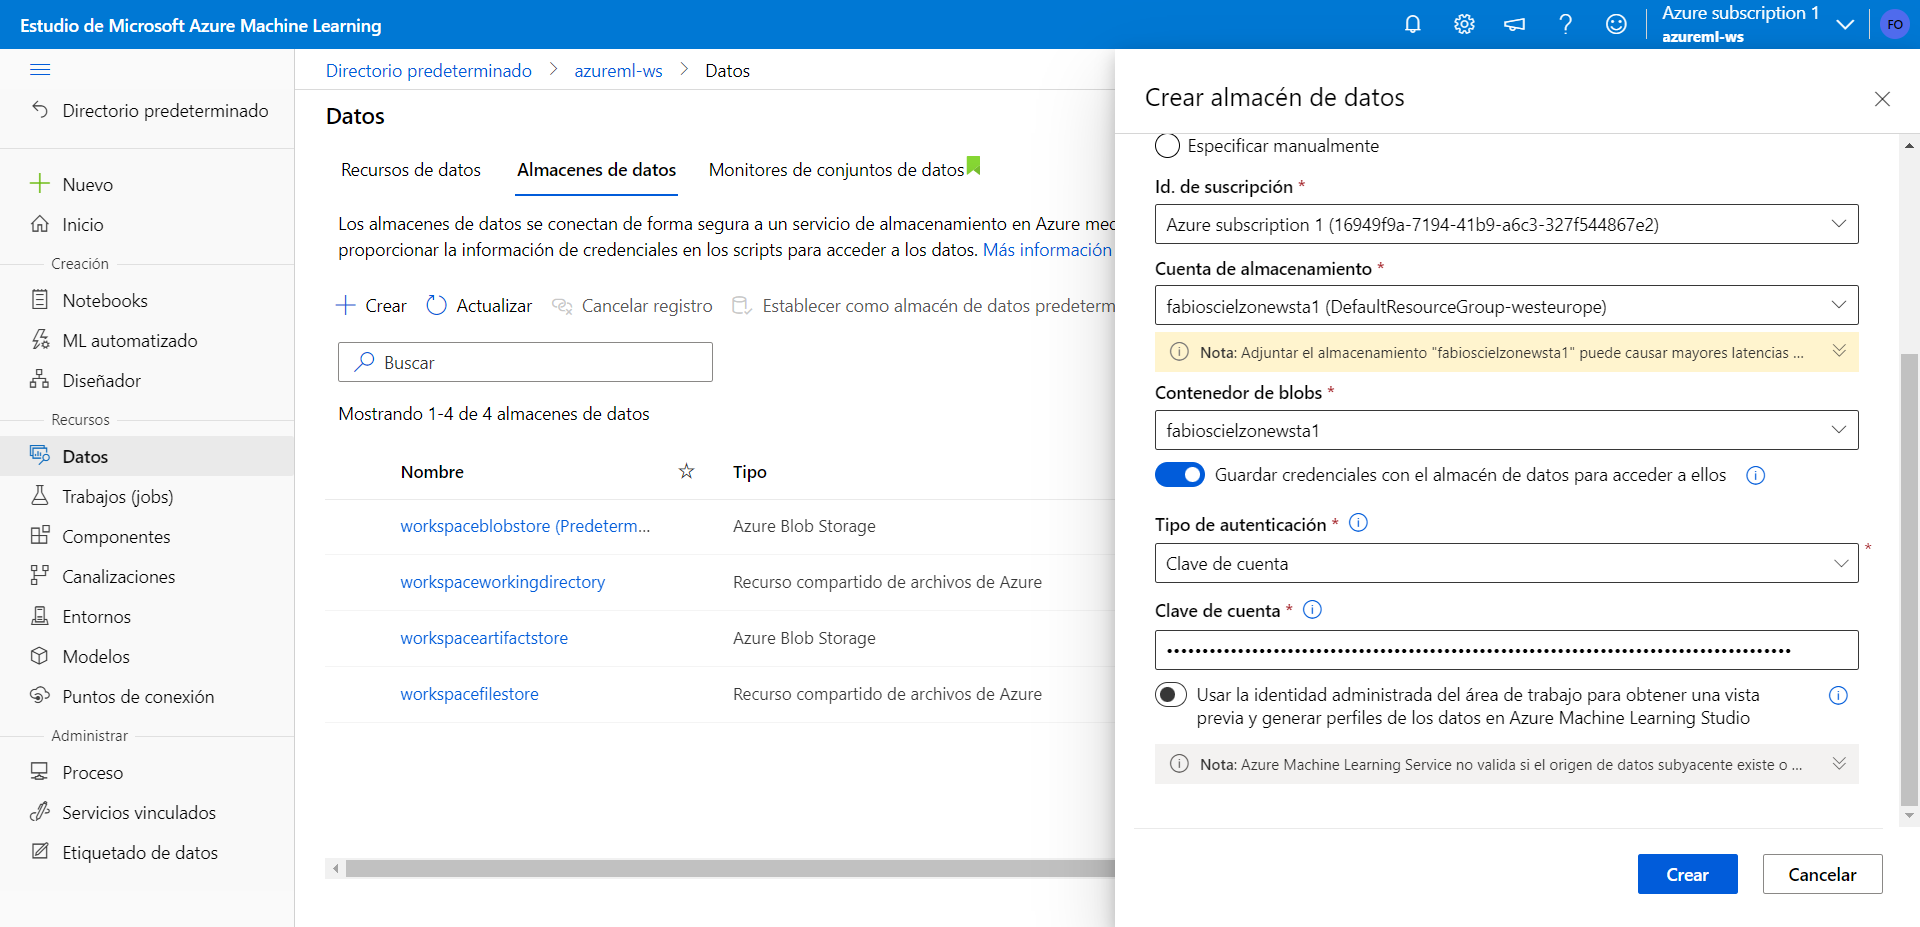 Estudio de Microsoft Azure Machine Learning
Azure subscription 1
azureml-ws
FO
Directorio predeterminado
Nuevo
Inicio
Creación
Notebooks
ML automatizado
Diseñador
Recursos
Datos
Trabajos (jobs)
Componentes
Canalizaciones
Entornos
Modelos
Puntos de conexión
Administrar
Proceso
Servicios vinculados
Etiquetado de datos
Directorio predeterminado > azureml-ws > Datos
Datos
Recursos de datos Almacenes de datos Monitores de conjuntos de datos
Los almacenes de datos se conectan de forma segura a un servicio de almacenamiento en Azure mec
proporcionar la información de credenciales en los scripts para acceder a los datos. Más información
Crear Actualizar Cancelar registro Establecer como almacén de datos predeterm
Buscar
Mostrando 1-4 de 4 almacenes de datos
Nombre Tipo
workspaceblobstore (Predeterm... Azure Blob Storage
workspaceworkingdirectory Recurso compartido de archivos de Azure
workspaceartifactstore Azure Blob Storage
workspacefilestore Recurso compartido de archivos de Azure
Crear almacén de datos
Especificar manualmente
Id. de suscripción *
Azure subscription 1 (16949f9a-7194-41b9-a6c3-327f544867e2)
Cuenta de almacenamiento *
fabioscielzonewsta1 (DefaultResourceGroup-westeurope)
Nota: Adjuntar el almacenamiento "fabioscielzonewsta1" puede causar mayores latencias ...
Contenedor de blobs *
fabioscielzonewsta1
Guardar credenciales con el almacén de datos para acceder a ellos
Tipo de autenticación *
Clave de cuenta *
Clave de cuenta *
Usar la identidad administrada del área de trabajo para obtener una vista
previa y generar perfiles de los datos en Azure Machine Learning Studio
Nota: Azure Machine Learning Service no valida si el origen de datos subyacente existe o ...
Crear Cancelar